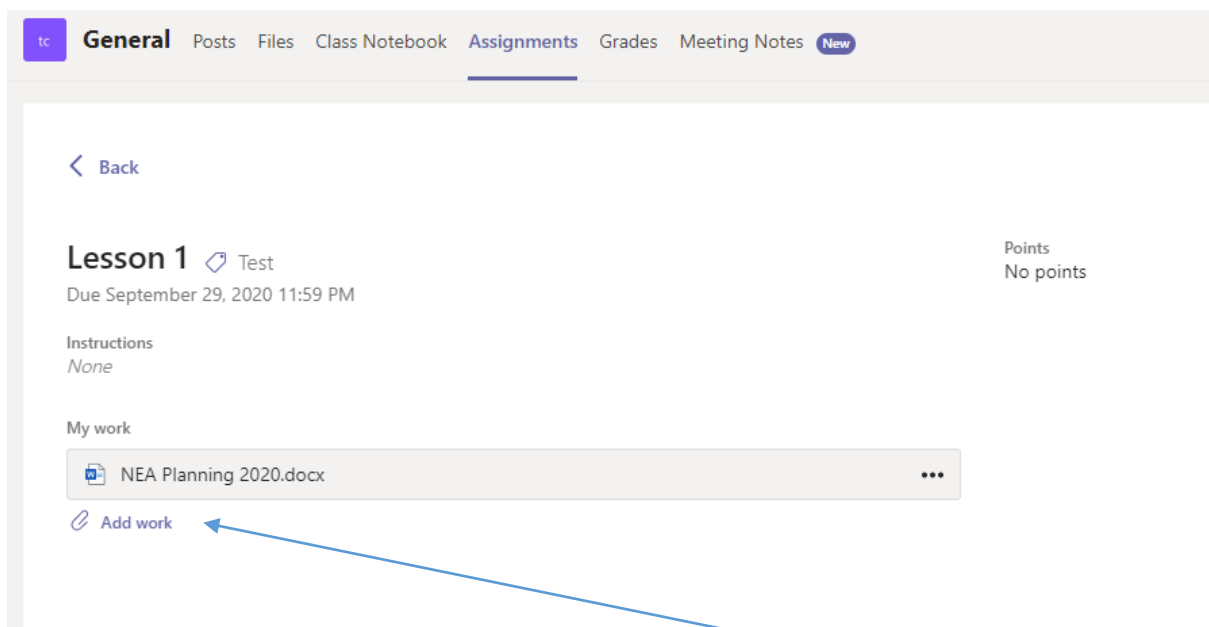 tc General Posts Files Class Notebook Assignments Grades Meeting Notes New
Back
Lesson 1 Test
Points
Due September 29, 2020 11:59 PM
No points
Instructions
None
My work
NEA Planning 2020.docx
Add work